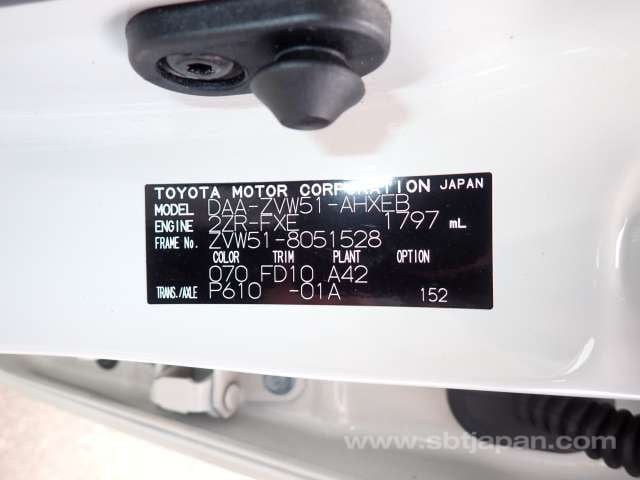 TOYOTA MOTOR CORPORATION JAPAN
MODEL DAA-ZVW51-AHXEB
ENGINE 2ZR-FXE 1797 mL
FRAME No. ZVW51-8051528
COLOR TRIM PLANT OPTION
070 FD10 A42
TRANS./AXLE P610 -01A 152
www.sbtjapan.com